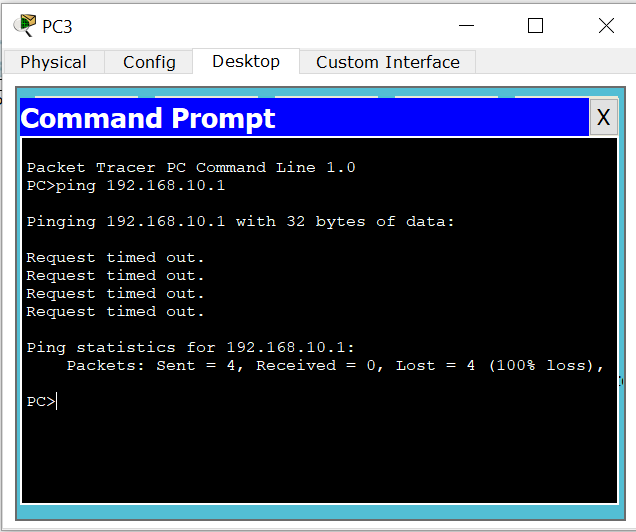 PC3
Physical Config Desktop Custom Interface
Command Prompt X
Packet Tracer PC Command Line 1.0
PC>ping 192.168.10.1
Pinging 192.168.10.1 with 32 bytes of data:
Request timed out.
Request timed out.
Request timed out.
Request timed out.
Ping statistics for 192.168.10.1:
    Packets: Sent = 4, Received = 0, Lost = 4 (100% loss),
PC>